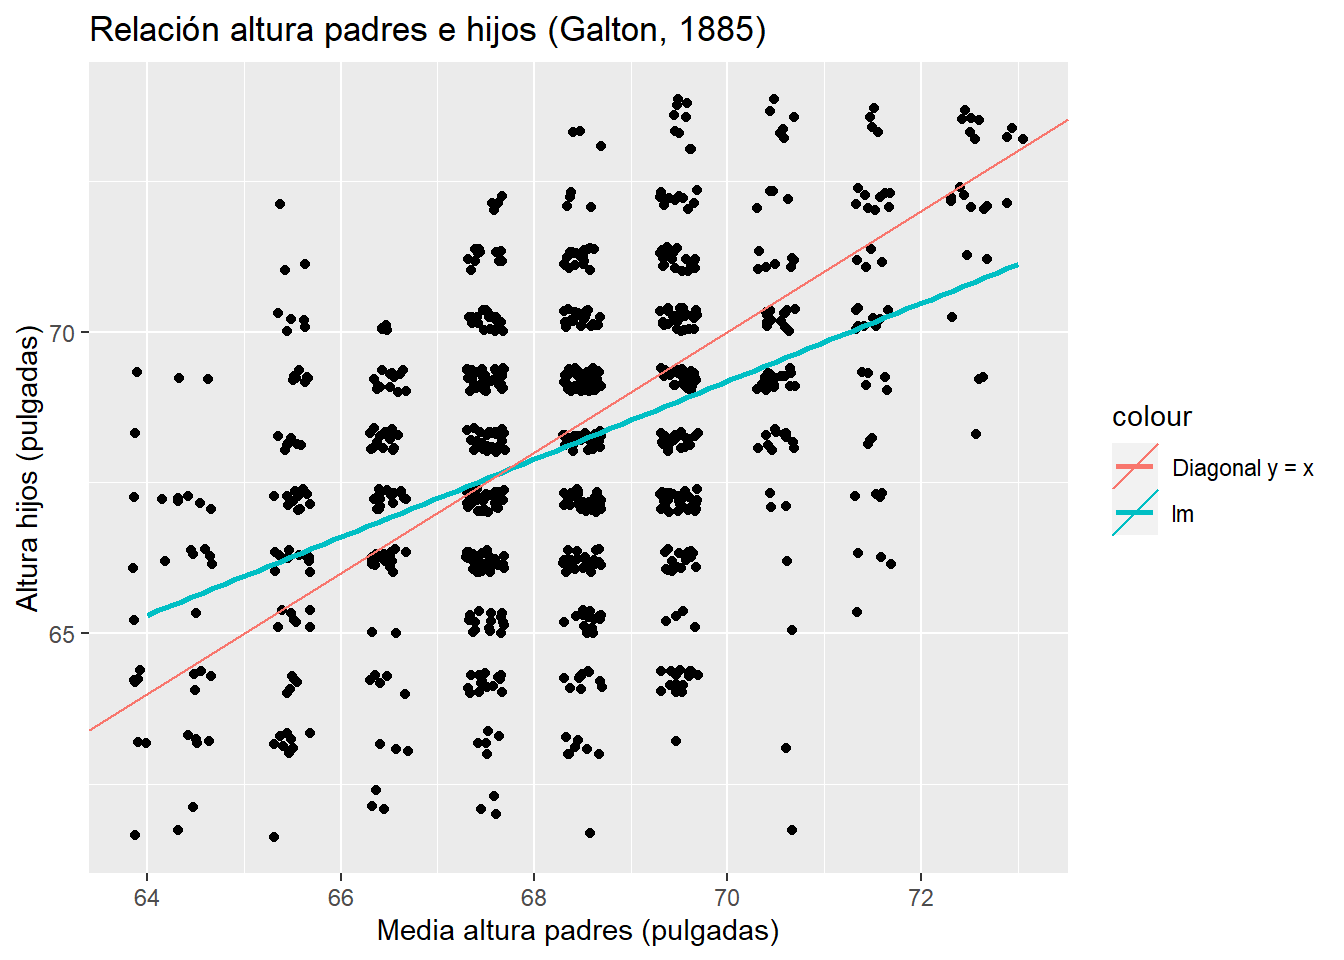 Relación altura padres e hijos (Galton, 1885)
Altura hijos (pulgadas)
70
65
64 66 68 70 72
Media altura padres (pulgadas)
colour
Diagonal y = x
lm